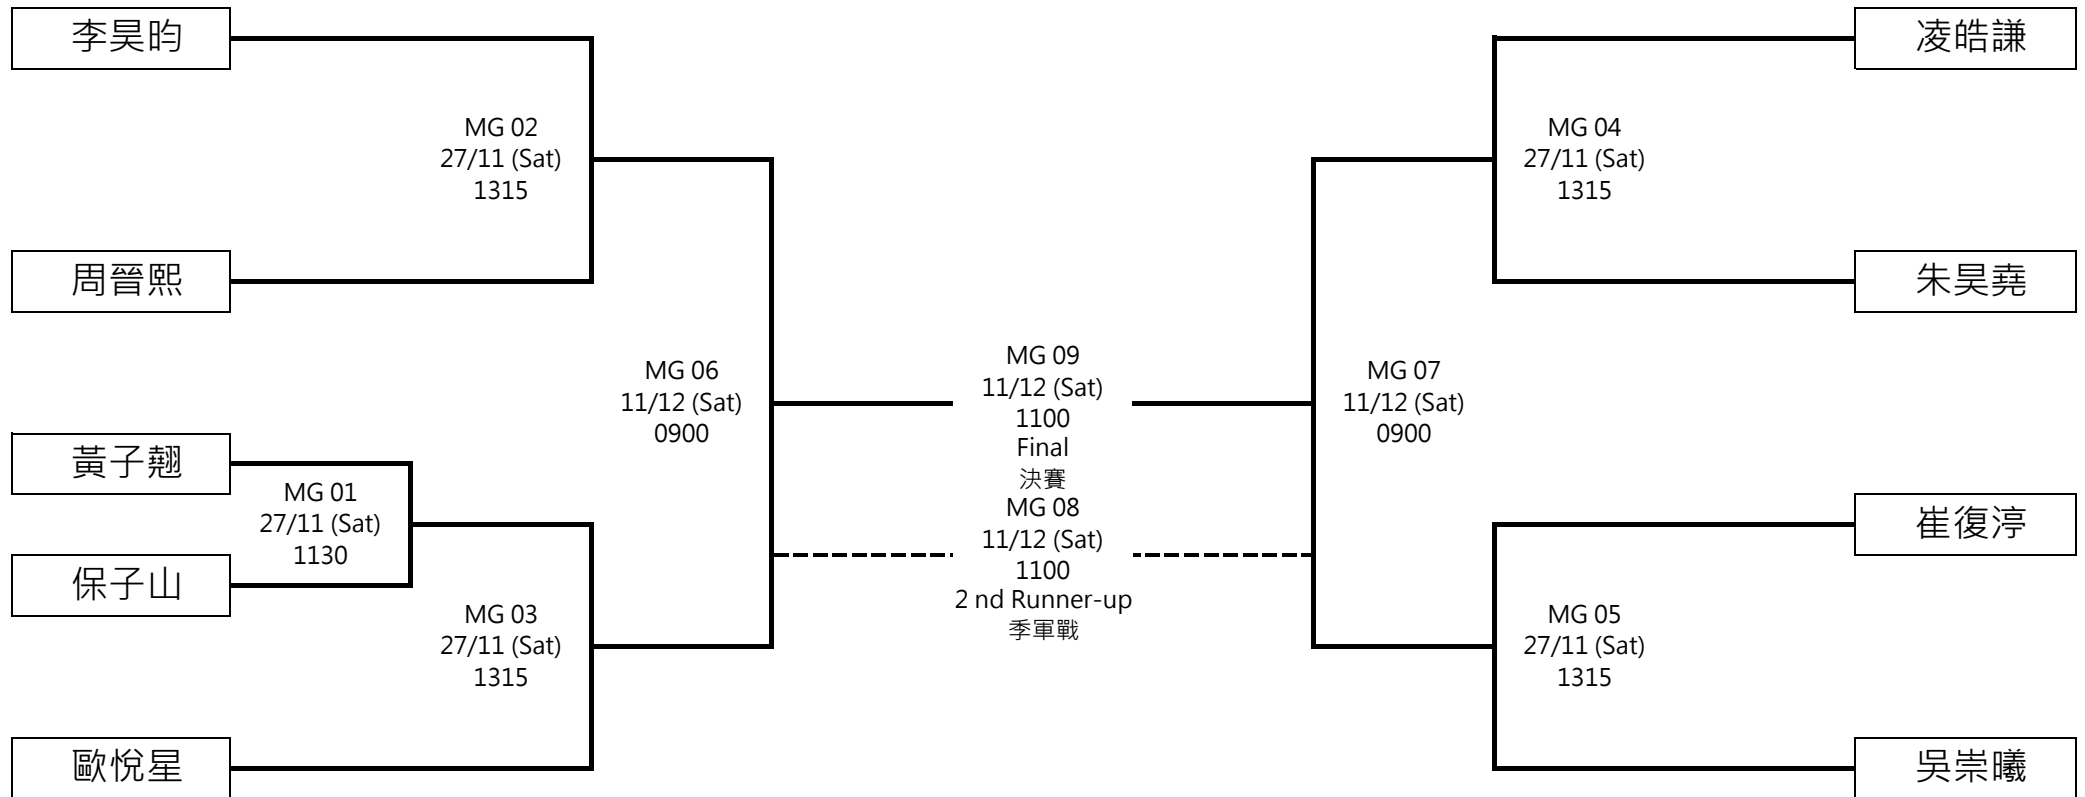 李昊昀
凌皓謙
MG 02
27/11 (Sat)
1315
MG 04
27/11 (Sat)
1315
周晉熙
朱昊堯
MG 06
11/12 (Sat)
0900
MG 09
11/12 (Sat)
1100
Final
決賽
MG 07
11/12 (Sat)
0900
黃子翹
MG 01
27/11 (Sat)
1130
保子山
MG 08
11/12 (Sat)
1100
2 nd Runner-up
季軍戰
崔復渟
MG 03
27/11 (Sat)
1315
MG 05
27/11 (Sat)
1315
歐悅星
吳崇曦